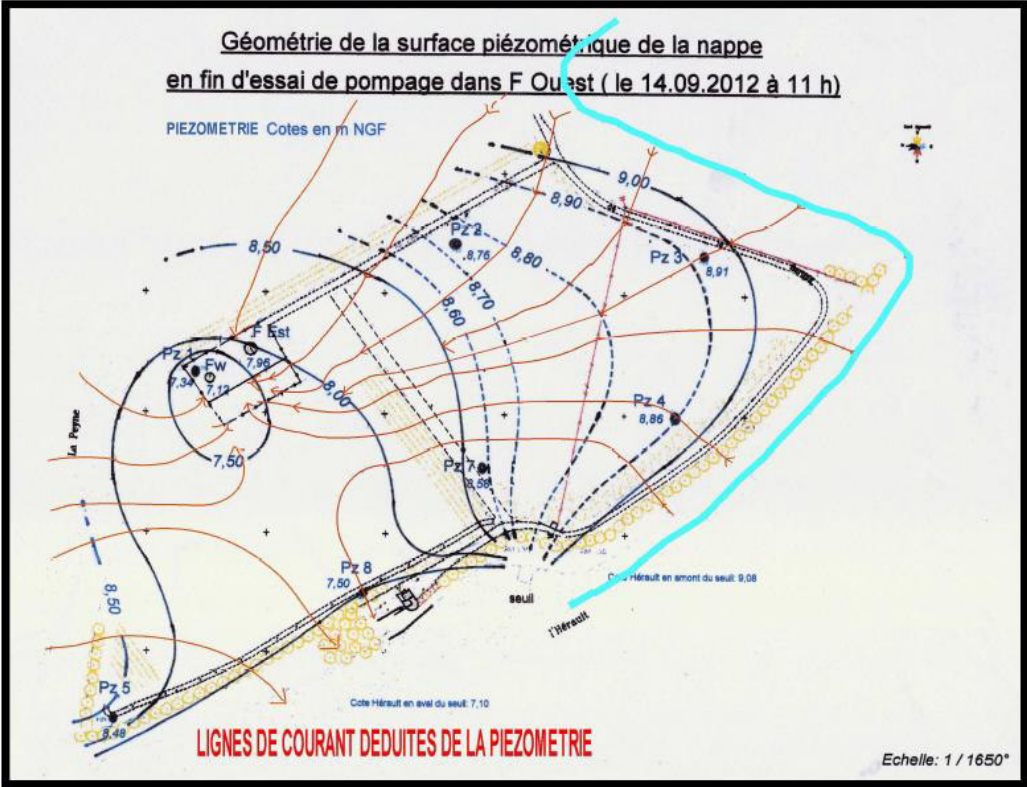 Géométrie de la surface piézométrique de la nappe
en fin d'essai de pompage dans F Ouest ( le 14.09.2012 à 11 h)
PIEZOMETRIE Cotes en m NGF
9,00
8,90
8,50
Pz 2
8,76
8,80
Pz 3
8,91
8,70
8,60
F Est
7,96
Pz 1
7,34
Fw
7,12
8,00
Pz 4
8,86
La Peyne
7,50
Pz 7
8,58
Pz 8
7,50
Cote Hérault en amont du seuil: 9,08
8,50
seuil
l'Hérault
Pz 5
8,48
Cote Hérault en aval du seuil: 7,10
LIGNES DE COURANT DEDUITES DE LA PIEZOMETRIE
Echelle: 1 / 1650°